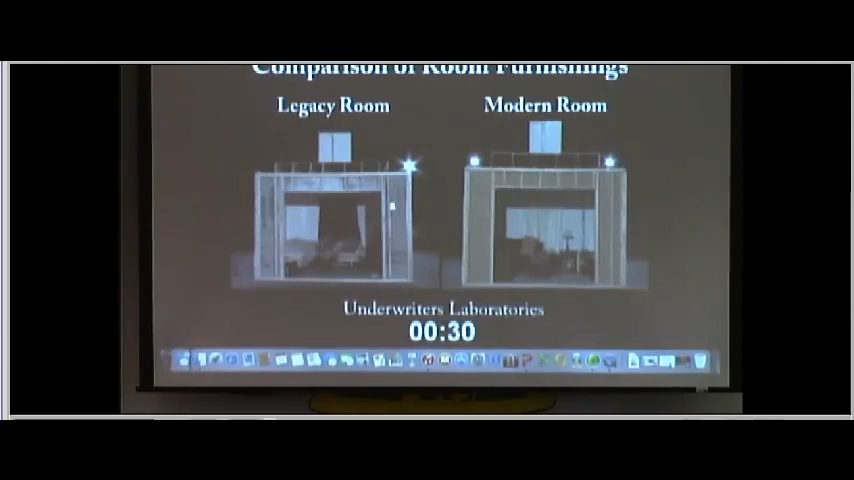 Comparison of Room Furnishings
Legacy Room
Modern Room
Underwriters Laboratories
00:30